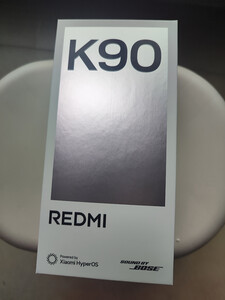 K90
REDMI
Powered by
Xiaomi HyperOS
SOUND BY
BOSE